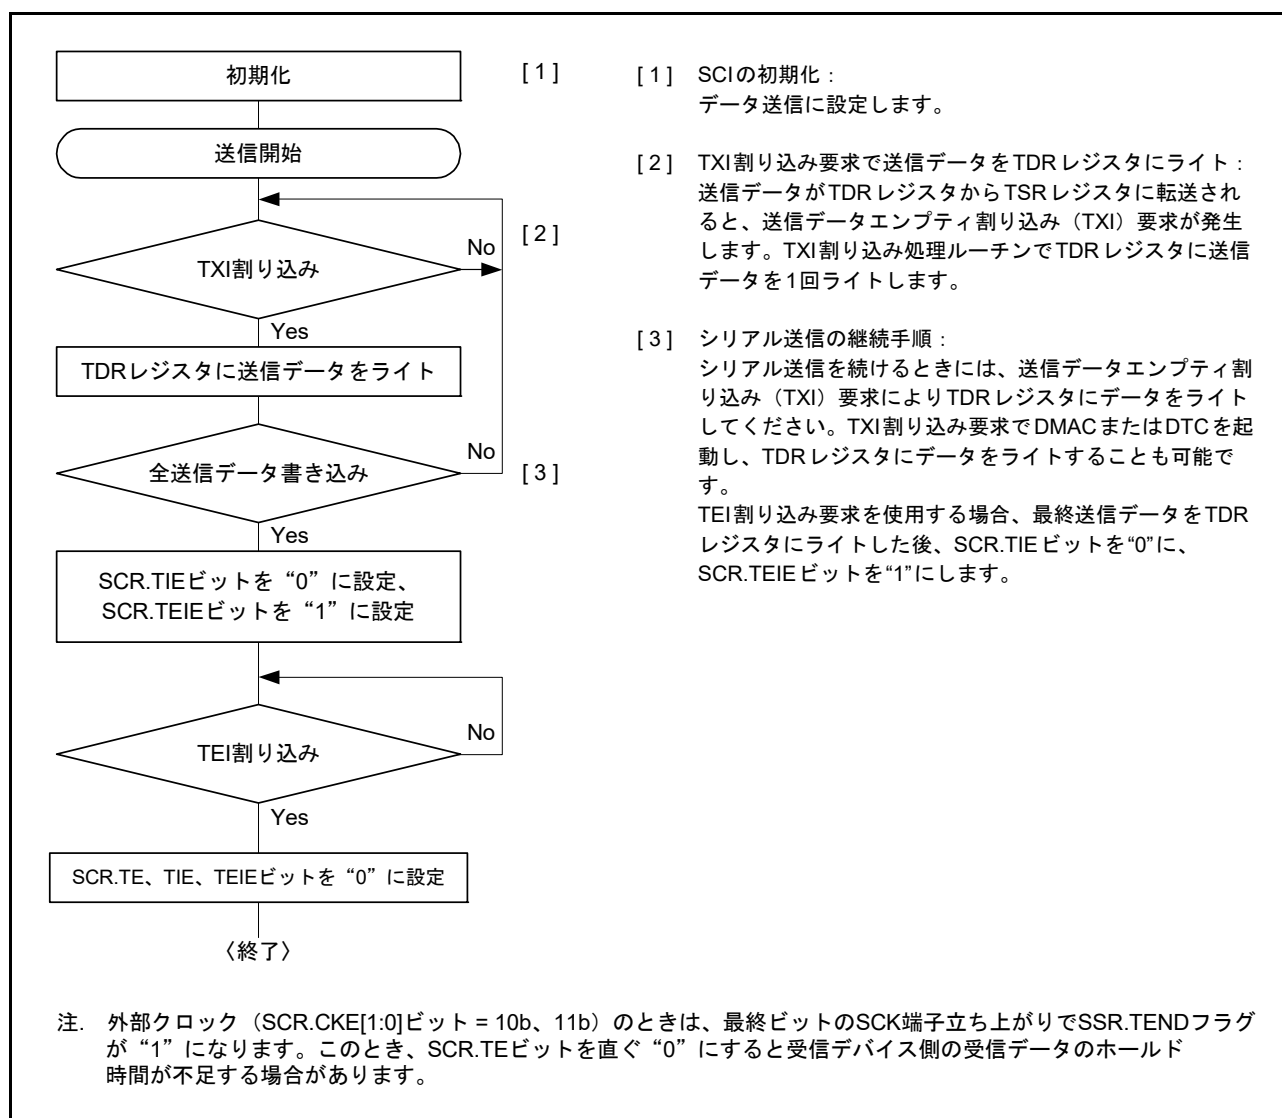 初期化
[ 1 ]
送信開始
TXI割り込み
No
[ 2 ]
Yes
TDRレジスタに送信データをライト
全送信データ書き込み
No
[ 3 ]
Yes
SCR.TIEビットを“0”に設定、
SCR.TEIEビットを“1”に設定
TEI割り込み
No
Yes
SCR.TE、TIE、TEIEビットを“0”に設定
〈終了〉
[ 1 ] SCIの初期化：
データ送信に設定します。
[ 2 ] TXI割り込み要求で送信データをTDRレジスタにライト：
送信データがTDRレジスタからTSRレジスタに転送され
ると、送信データエンプティ割り込み（TXI）要求が発生
します。TXI割り込み処理ルーチンでTDRレジスタに送信
データを1回ライトします。
[ 3 ] シリアル送信の継続手順：
シリアル送信を続けるときには、送信データエンプティ割
り込み（TXI）要求によりTDRレジスタにデータをライト
してください。TXI割り込み要求でDMACまたはDTCを起
動し、TDRレジスタにデータをライトすることも可能で
す。
TEI割り込み要求を使用する場合、最終送信データをTDR
レジスタにライトした後、SCR.TIEビットを“0”に、
SCR.TEIEビットを“1”にします。
注. 外部クロック（SCR.CKE[1:0]ビット = 10b、11b）のときは、最終ビットのSCK端子立ち上がりでSSR.TENDフラグ
が“1”になります。このとき、SCR.TEビットを直ぐ“0”にすると受信デバイス側の受信データのホールド
時間が不足する場合があります。